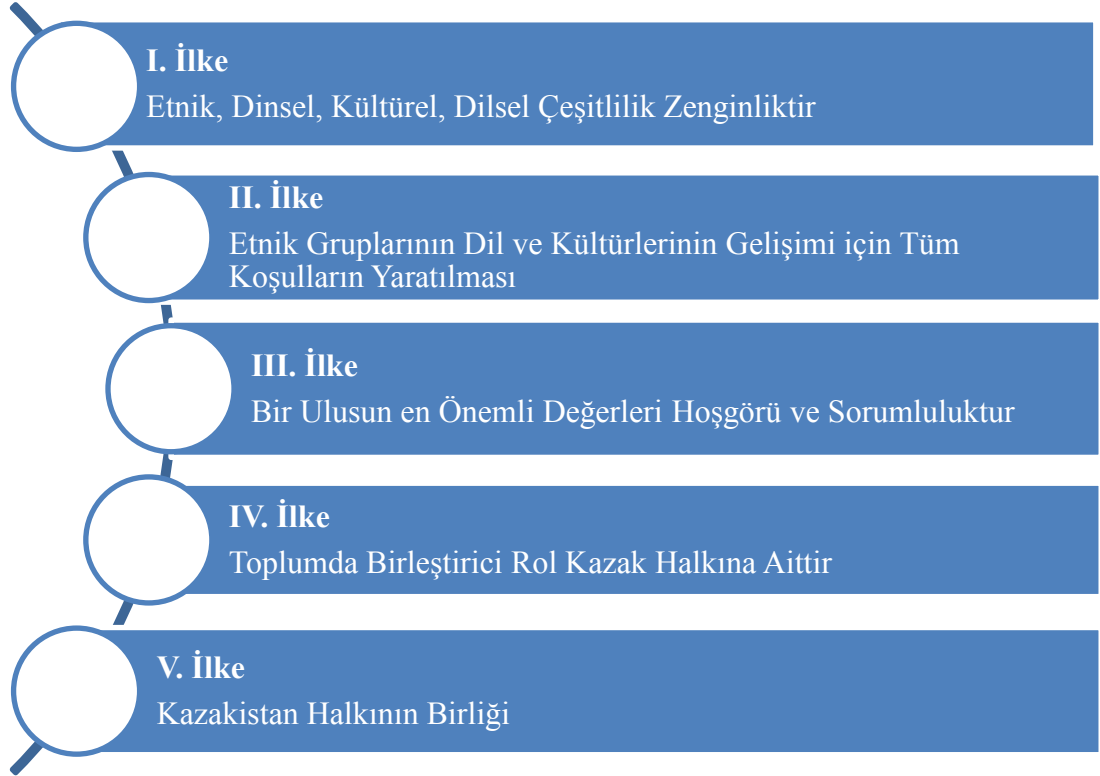 I. İlke
Etnik, Dinsel, Kültürel, Dilsel Çeşitlilik Zenginliktir
II. İlke
Etnik Gruplarının Dil ve Kültürlerinin Gelişimi için Tüm
Koşulların Yaratılması
III. İlke
Bir Ulusun en Önemli Değerleri Hoşgörü ve Sorumluluktur
IV. İlke
Toplumda Birleştirici Rol Kazak Halkına Aittir
V. İlke
Kazakistan Halkının Birliği